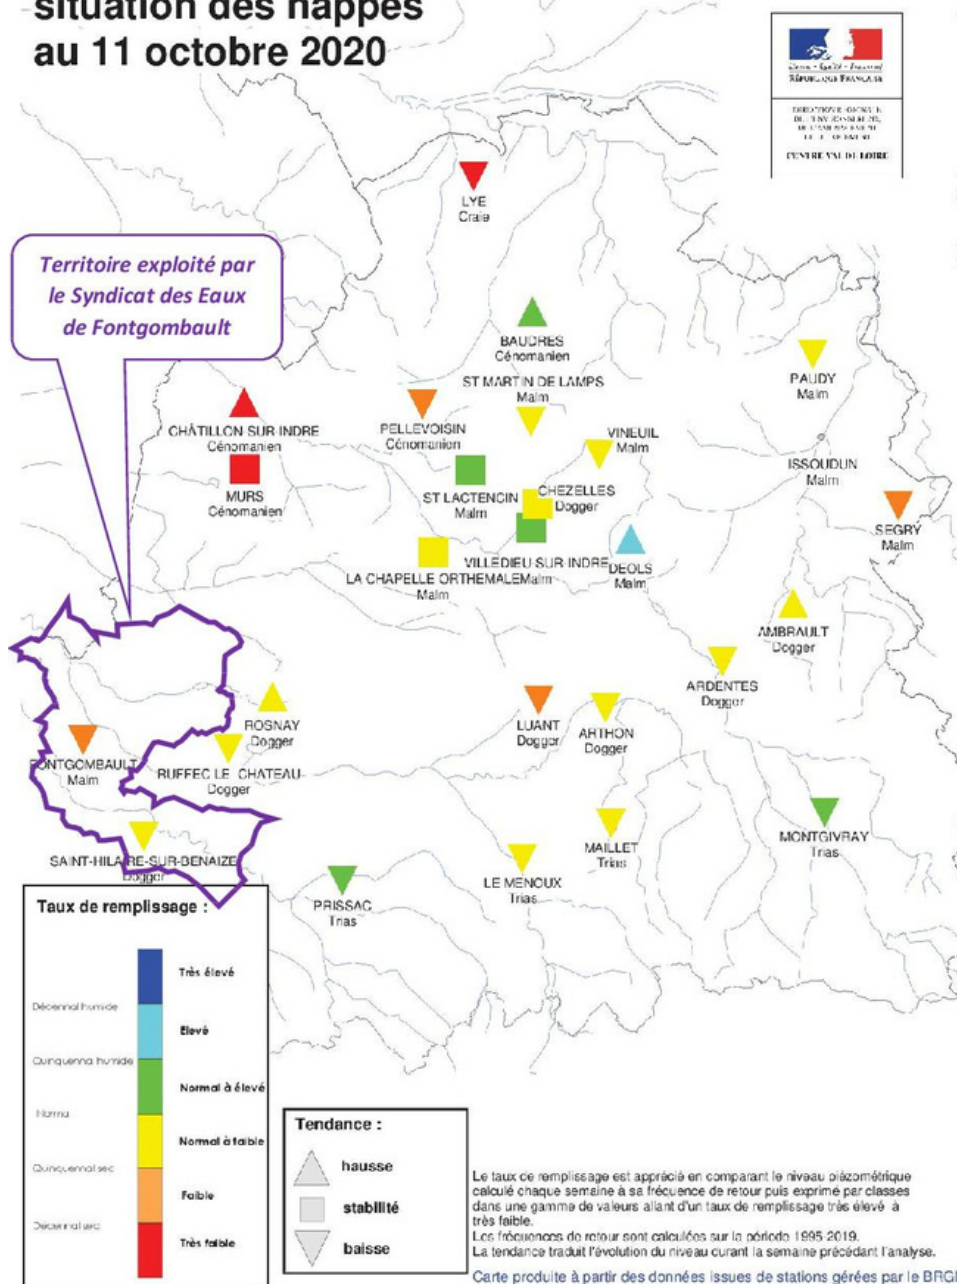 situation des nappes
au 11 octobre 2020
RÉPUBLIQUE FRANÇAISE
CENTRE VAL DE LOIRE
LYE
Craie
Territoire exploité par
le Syndicat des Eaux
de Fontgombault
BAUDRES
Cénomanien
ST MARTIN DE LAMPS
Malm
PAUDY
Malm
CHÂTILLON SUR INDRE
Cénomanien
PELLEVOISIN
Cénomanien
VINEUIL
Malm
ISSOUDUN
Malm
MURS
Cénomanien
ST LACTENCIN
Malm
CHEZELLES
Dogger
SEGRY
Malm
VILLEDIEU SUR INDRE
Malm
DEOLS
Malm
LA CHAPELLE ORTHEMALE
Malm
AMBRAULT
Dogger
ARDENTES
Dogger
ROSNAY
Dogger
LUANT
Dogger
ARTHON
Dogger
FONTGOMBAULT
Malm
RUFFEC LE CHATEAU
Dogger
MONTGIVRAY
Trias
MAILLET
Trias
SAINT-HILAIRE-SUR-BENAIZE
Dogger
LE MENOUX
Trias
PRISSAC
Trias
Taux de remplissage :
Très élevé
Décennal humide
Elevé
Quinquennal humide
Normal à élevé
Norma
Normal à faible
Quinquennal sec
Faible
Décennal sec
Très faible
Tendance :
hausse
stabilité
baisse
Le taux de remplissage est apprécié en comparant le niveau piézométrique
calculé chaque semaine à sa fréquence de retour puis exprimé par classes
dans une gamme de valeurs allant d'un taux de remplissage très élevé à
très faible.
Les fréquences de retour sont calculées sur la période 1995-2019.
La tendance traduit l'évolution du niveau durant la semaine précédant l'analyse.
Carte produite à partir des données issues de stations gérées par le BRG